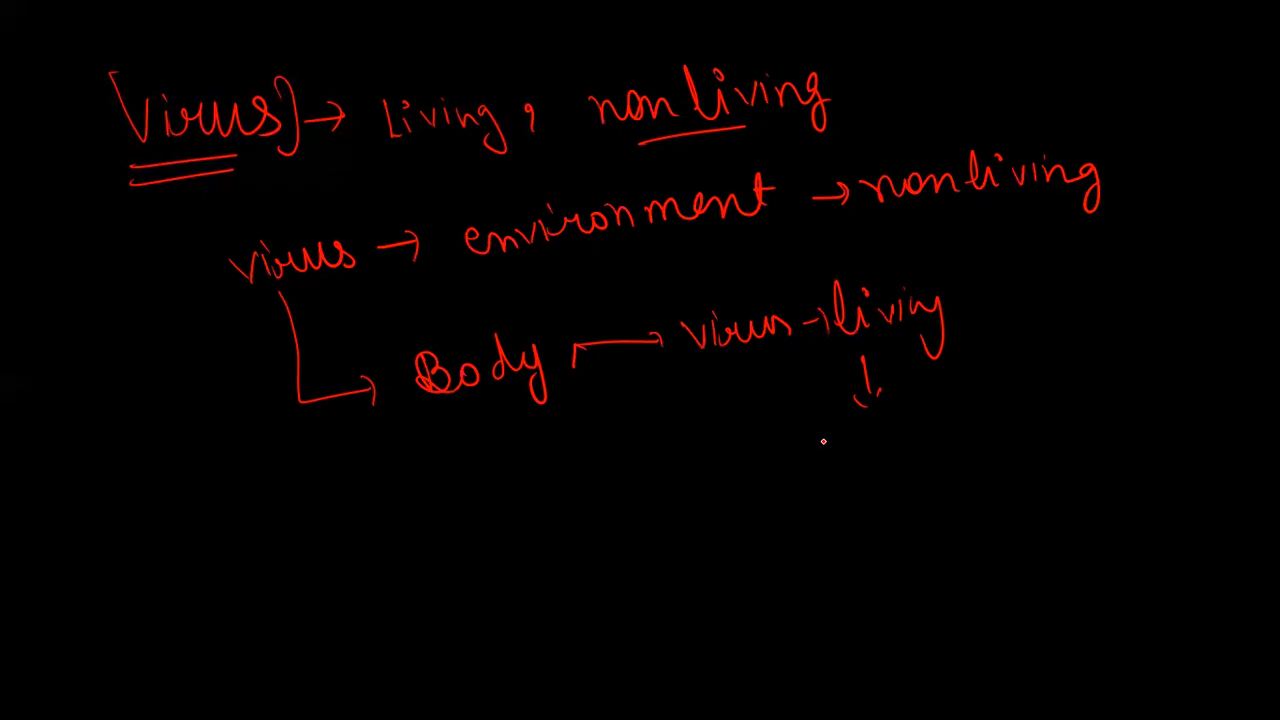 [Virus] → Living, nonliving
virus → environment → nonliving
Body → virus → living